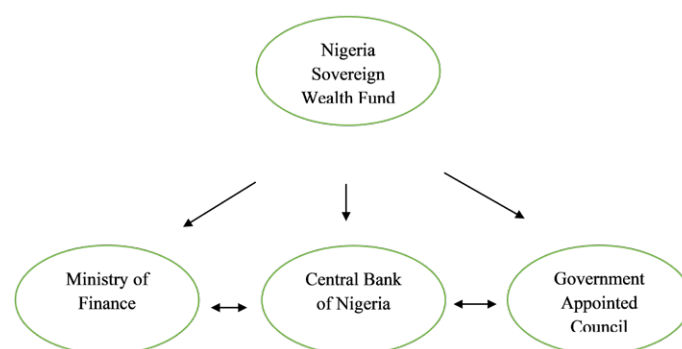 Nigeria
Sovereign
Wealth Fund
Ministry of
Finance
Central Bank
of Nigeria
Government
Appointed
Council